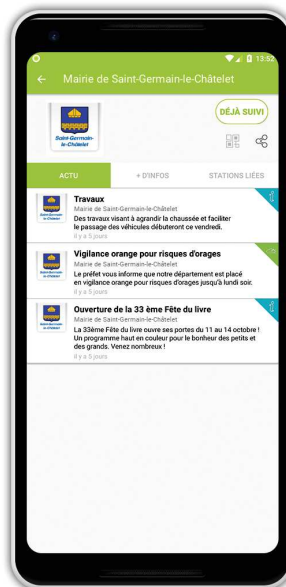 13:52
Mairie de Saint-Germain-le-Châtelet
Saint-Germain-
le-Châtelet
DÉJÀ SUIVI
ACTU
+ D'INFOS
STATIONS LIÉES
Travaux
Mairie de Saint-Germain-le-Châtelet
Des travaux visant à agrandir la chaussée et faciliter
le passage des véhicules débuteront ce vendredi.
il y a 5 jours
Vigilance orange pour risques d'orages
Mairie de Saint-Germain-le-Châtelet
Le préfet vous informe que notre département est placé
en vigilance orange pour risques d'orages jusqu'à lundi soir.
il y a 5 jours
Ouverture de la 33 ème Fête du livre
Mairie de Saint-Germain-le-Châtelet
La 33ème Fête du livre ouvre ses portes du 11 au 14 octobre !
Un programme haut en couleur pour le bonheur des petits et
des grands. Venez nombreux !
il y a 5 jours